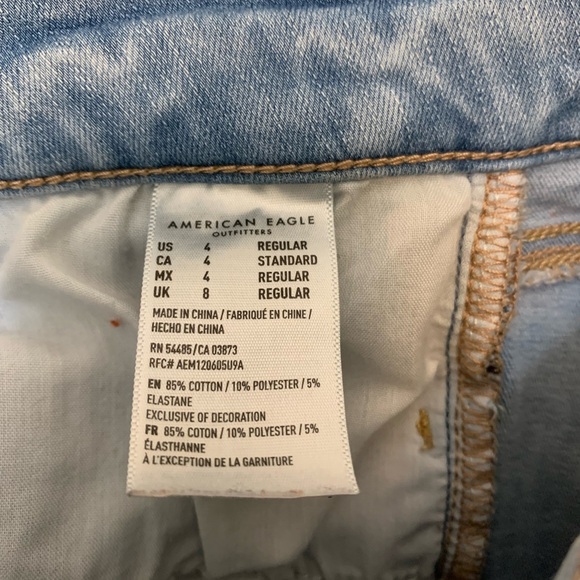 AMERICAN EAGLE
OUTFITTERS
US 4 REGULAR
CA 4 STANDARD
MX 4 REGULAR
UK 8 REGULAR
MADE IN CHINA / FABRIQUÉ EN CHINE /
HECHO EN CHINA
RN 54485/CA 03873
RFC# AEM120605U9A
EN 85% COTTON / 10% POLYESTER / 5%
ELASTANE
EXCLUSIVE OF DECORATION
FR 85% COTON / 10% POLYESTER / 5%
ÉLASTHANNE
À L'EXCEPTION DE LA GARNITURE